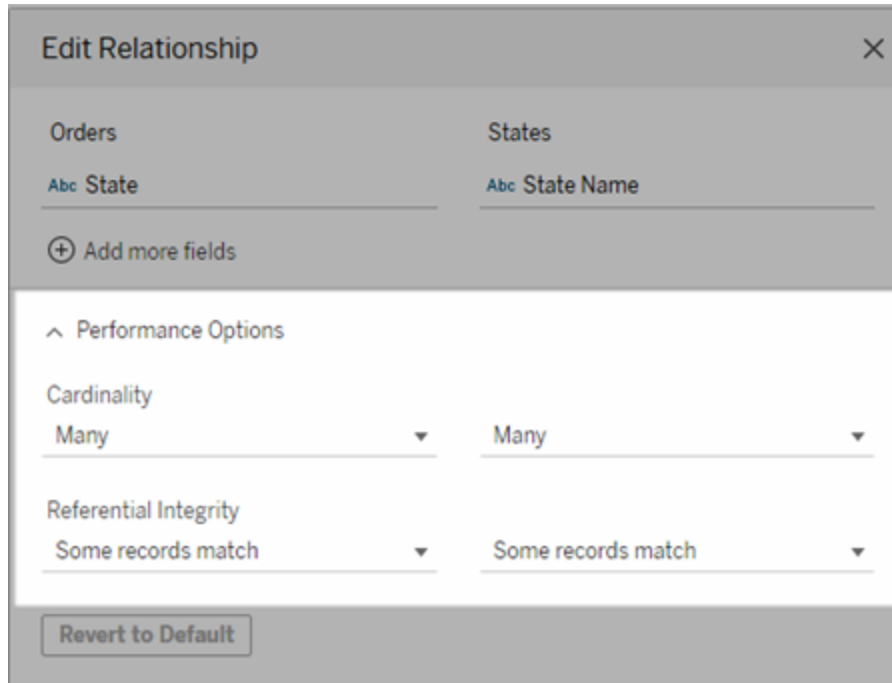 Edit Relationship
Orders States
Abc State Abc State Name
Add more fields
Performance Options
Cardinality
Many Many
Referential Integrity
Some records match Some records match
Revert to Default